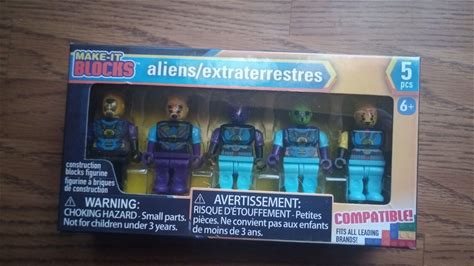 MAKE-IT
BLOCKS
aliens/extraterrestres
5
pcs
6+
construction
blocks figurine
figurine à briques
de construction
WARNING:
CHOKING HAZARD - Small parts.
Not for children under 3 years.
AVERTISSEMENT:
RISQUE D'ÉTOUFFEMENT - Petites
pièces. Ne convient pas aux enfants
de moins de 3 ans.
COMPATIBLE!
FITS ALL LEADING
BRANDS!